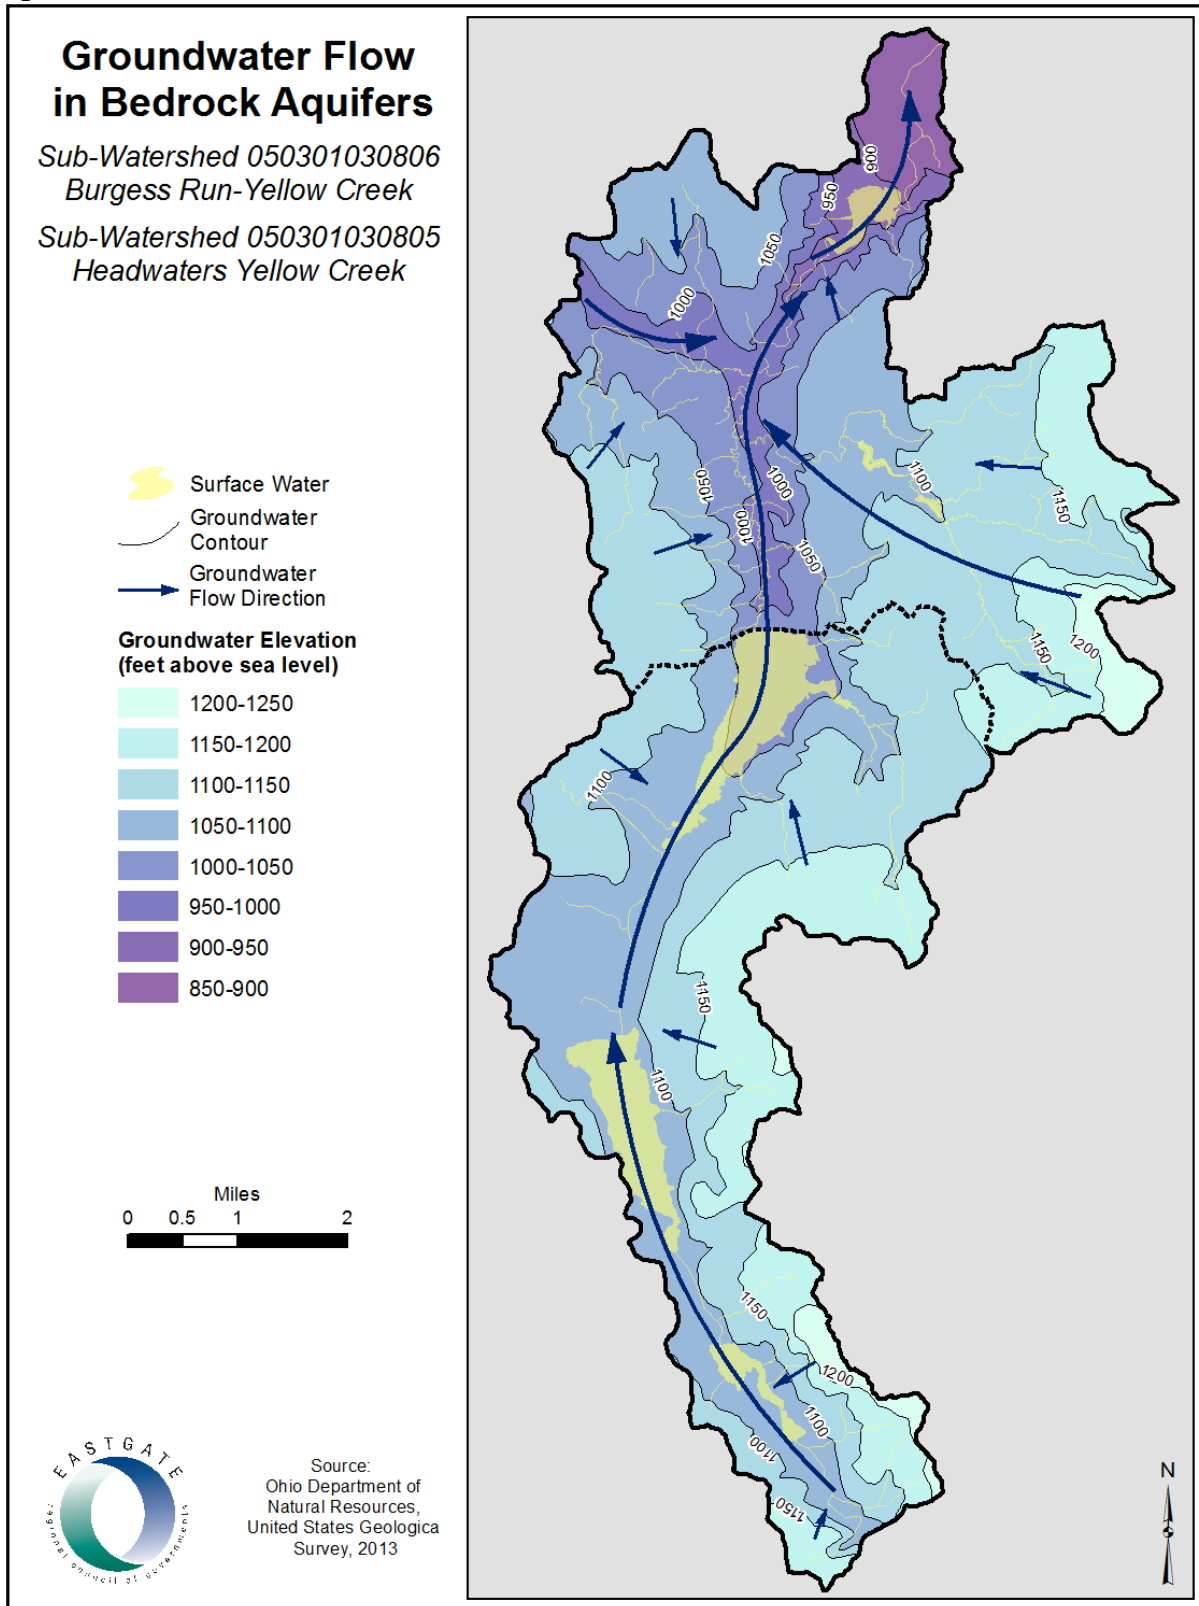 Groundwater Flow
in Bedrock Aquifers
Sub-Watershed 050301030806
Burgess Run-Yellow Creek
Sub-Watershed 050301030805
Headwaters Yellow Creek
Surface Water
Groundwater
Contour
Groundwater
Flow Direction
Groundwater Elevation
(feet above sea level)
1200-1250
1150-1200
1100-1150
1050-1100
1000-1050
950-1000
900-950
850-900
Miles
0 0.5 1 2
EASTGATE
regional council of governments
Source:
Ohio Department of
Natural Resources,
United States Geologica
Survey, 2013
900
950
1050
1000
1050
1000
1000
1050
1100
1150
1150
1200
1100
1150
1100
1150
1200
1100
1100
1150
N